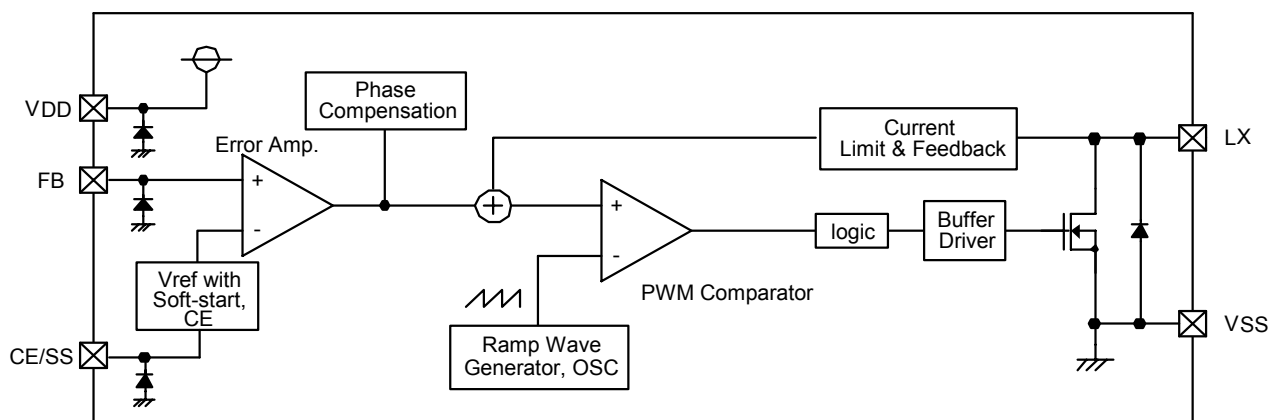 Phase
Compensation
VDD
Error Amp.
Current
Limit & Feedback
LX
FB
+
-
+
+
-
logic
Buffer
Driver
Vref with
Soft-start,
CE
PWM Comparator
VSS
CE/SS
Ramp Wave
Generator, OSC